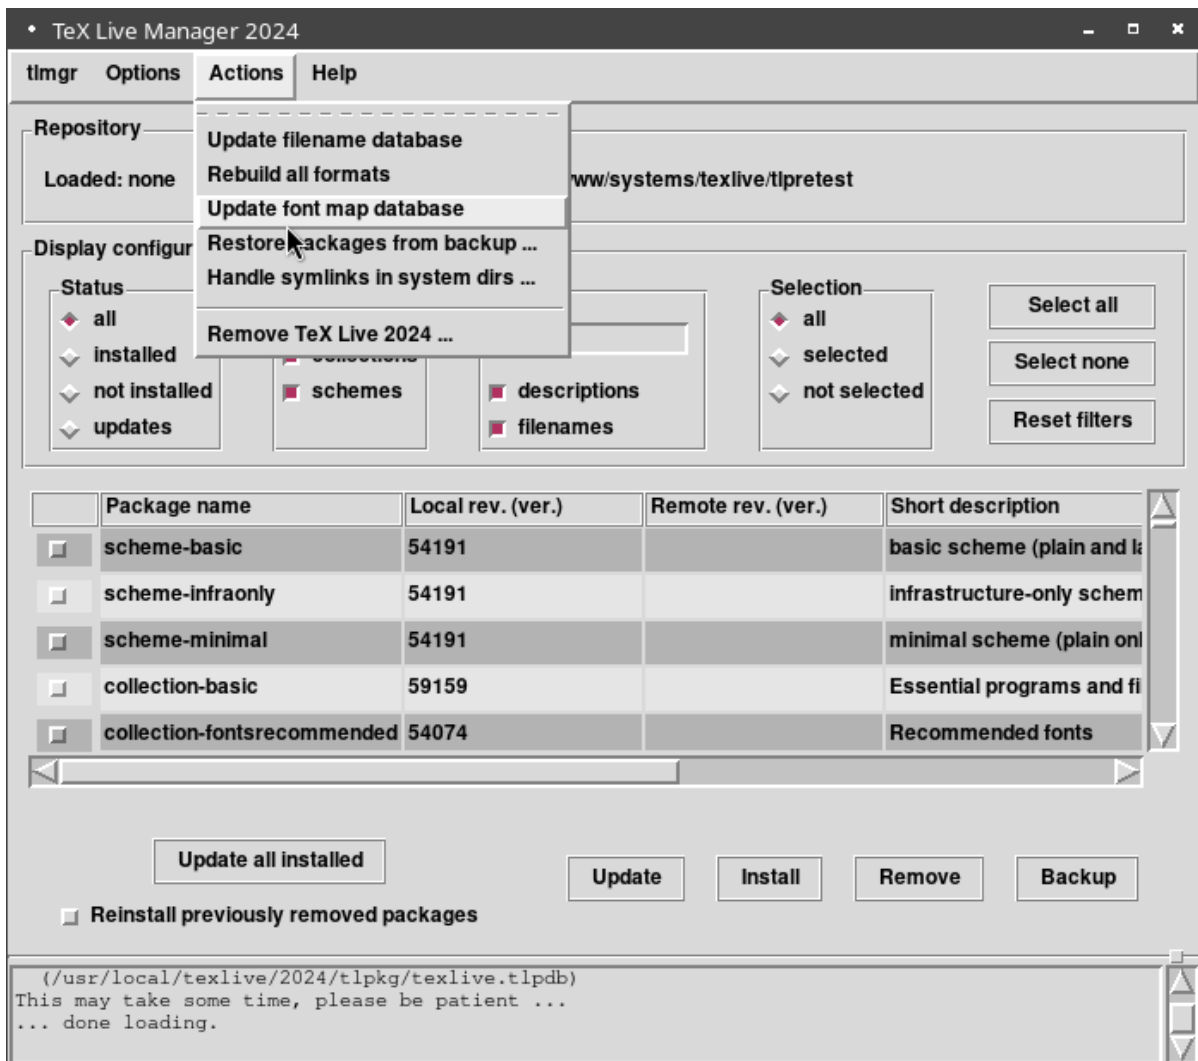 TeX Live Manager 2024
tlmgr Options Actions Help
Update filename database
Rebuild all formats
Update font map database
Restore packages from backup ...
Handle symlinks in system dirs ...
Remove TeX Live 2024 ...
Repository
Loaded: none /systems/texlive/tlpretest
Display
Status
all
installed
not installed
updates
collections
schemes
descriptions
filenames
Selection
all
selected
not selected
Select all
Select none
Reset filters
Package name Local rev. (ver.) Remote rev. (ver.) Short description
scheme-basic 54191 basic scheme (plain and
scheme-infraonly 54191 infrastructure-only
scheme-minimal 54191 minimal scheme (plain
collection-basic 59159 Essential programs and
collection-fontsrecommended 54074 Recommended fonts
Update all installed
Update Install Remove Backup
Reinstall previously removed packages
(/usr/local/texlive/2024/tlpkg/texlive.tlpdb)
This may take some time, please be patient ...
... done loading.